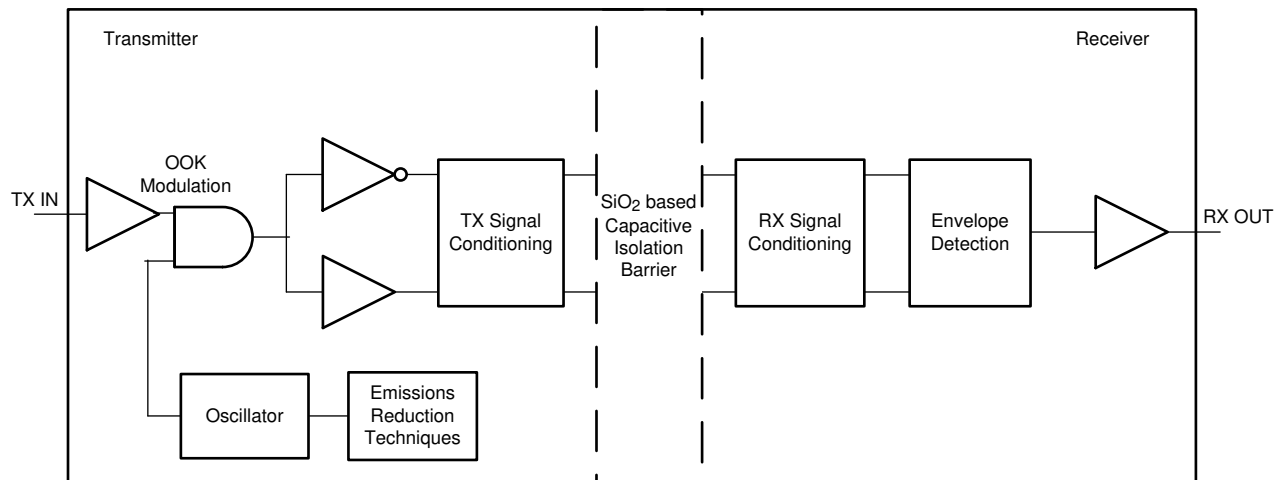 Transmitter
Receiver
OOK
Modulation
TX IN
TX Signal
Conditioning
SiO2 based
Capacitive
Isolation
Barrier
RX Signal
Conditioning
Envelope
Detection
RX OUT
Oscillator
Emissions
Reduction
Techniques